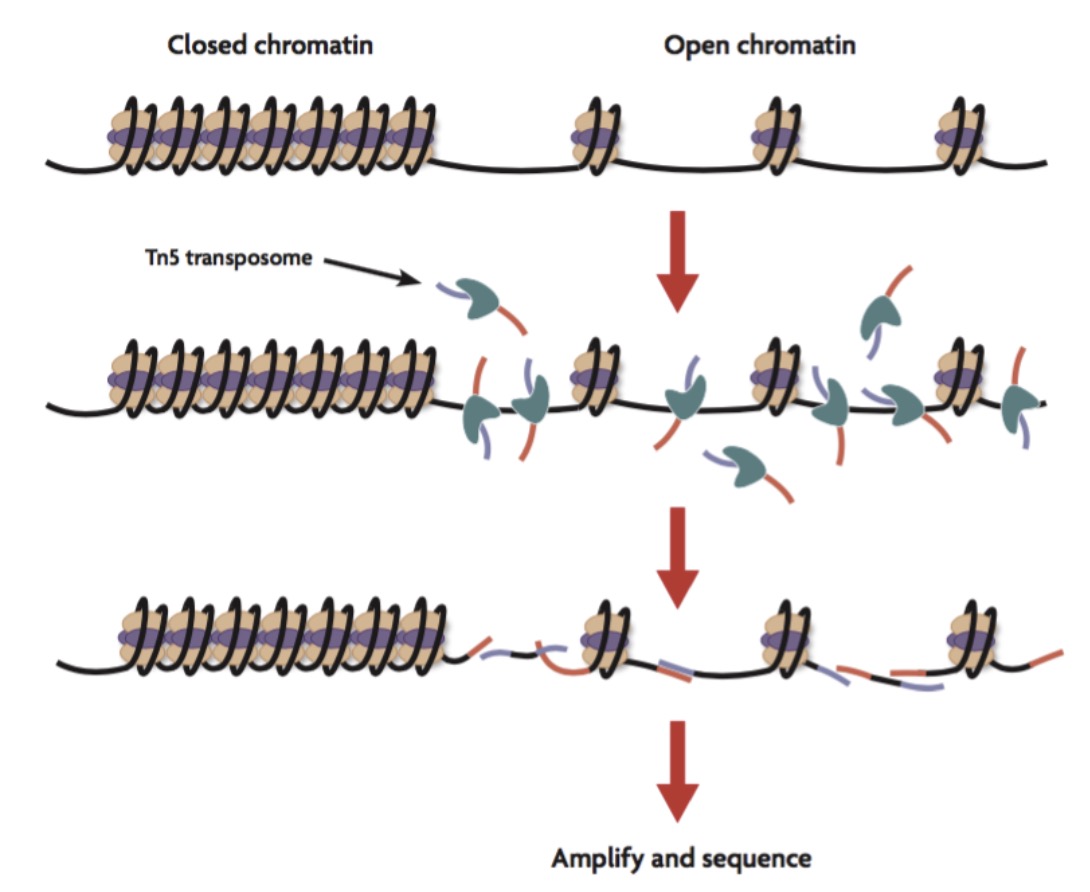 Closed chromatin
Open chromatin
Tn5 transposome
Amplify and sequence